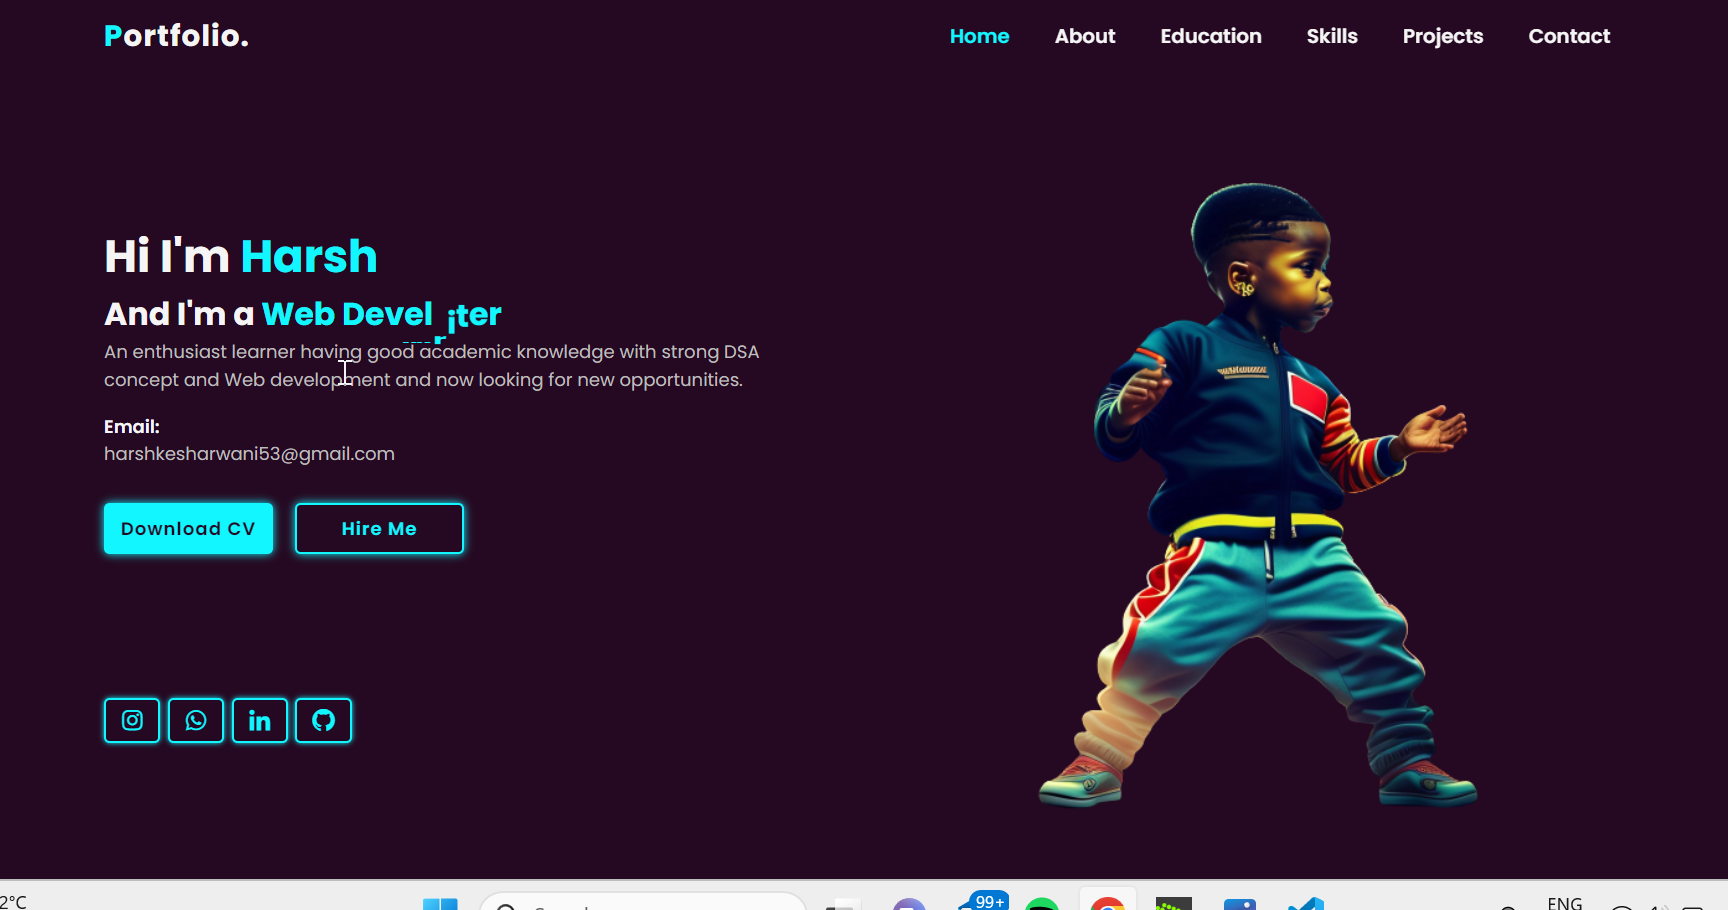 Portfolio.
Home About Education Skills Projects Contact
Hi I'm Harsh
And I'm a Web Devel
An enthusiast learner having good academic knowledge with strong DSA
concept and Web development and now looking for new opportunities.
Email:
harshkesharwani53@gmail.com
Download CV Hire Me
in
2°C
99+
ENG